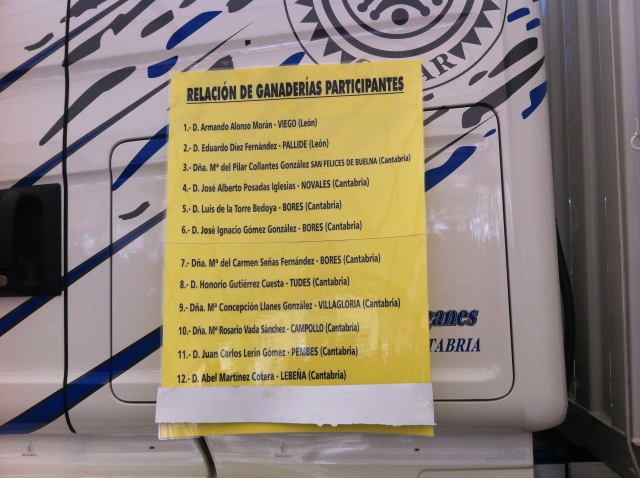 AR
RELACIÓN DE GANADERÍAS PARTICIPANTES
1.- D. Armando Alonso Morán - VIEGO (León)
2.- D. Eduardo Díez Fernández - PALLIDE (León)
3.- Dña. Mª del Pilar Collantes González SAN FELICES DE BUELNA (Cantabria)
4.- D. José Alberto Posadas Iglesias - NOVALES (Cantabria)
5.- D. Luis de la Torre Bedoya - BORES (Cantabria)
6.- D. José Ignacio Gómez González - BORES (Cantabria)
7.- Dña. Mª del Carmen Señas Fernández - BORES (Cantabria)
8.- D. Honorio Gutiérrez Cuesta - TUDES (Cantabria)
9.- Dña. Mª Concepción Llanes González - VILLAGLORIA (Cantabria)
10.- Dña. Mª Rosario Vada Sánchez - CAMPOLLO (Cantabria)
11.- D. Juan Carlos Lerín Gómez - PEMBES (Cantabria)
12.- D. Abel Martínez Cotera - LEBEÑA (Cantabria)
ganes
TABRIA